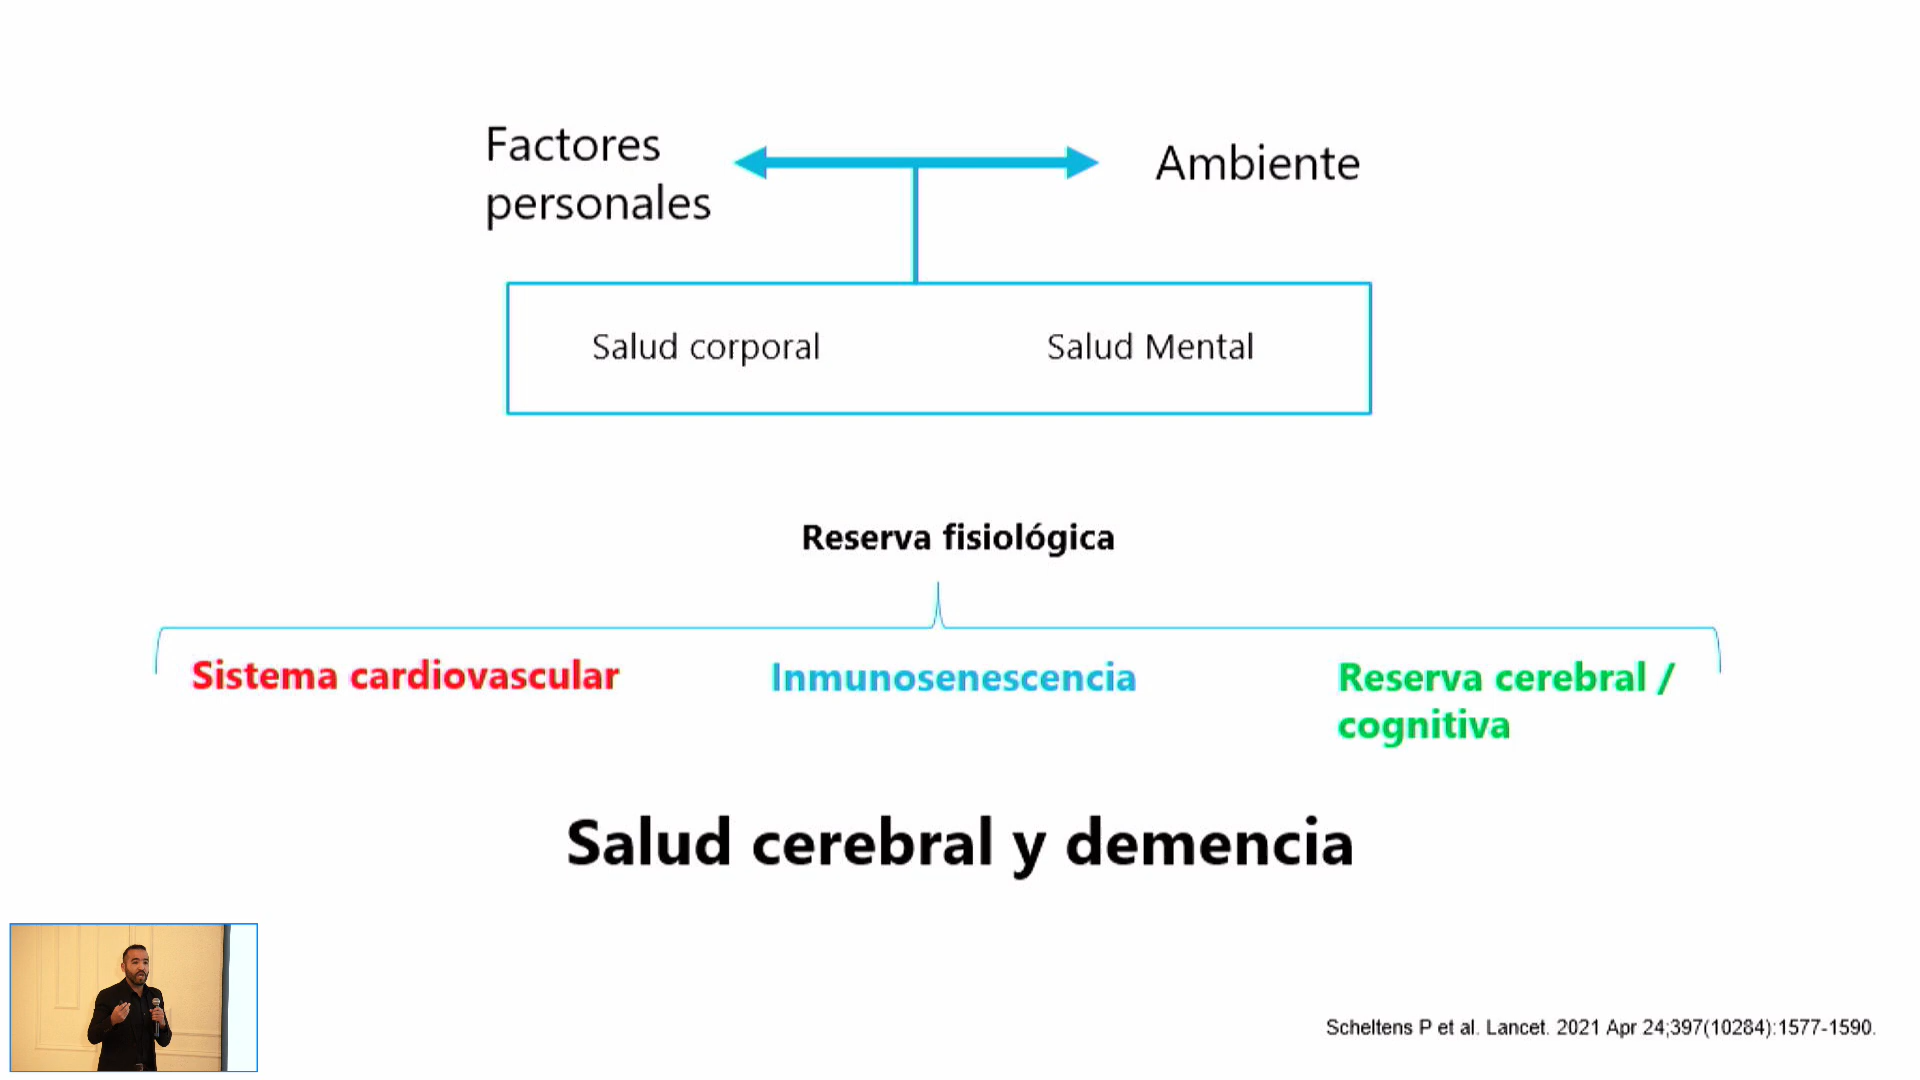 Factores
personales
Ambiente
Salud corporal
Salud Mental
Reserva fisiológica
Sistema cardiovascular
Inmunosenescencia
Reserva cerebral /
cognitiva
Salud cerebral y demencia
Scheltens P et al. Lancet. 2021 Apr 24;397(10284):1577-1590.